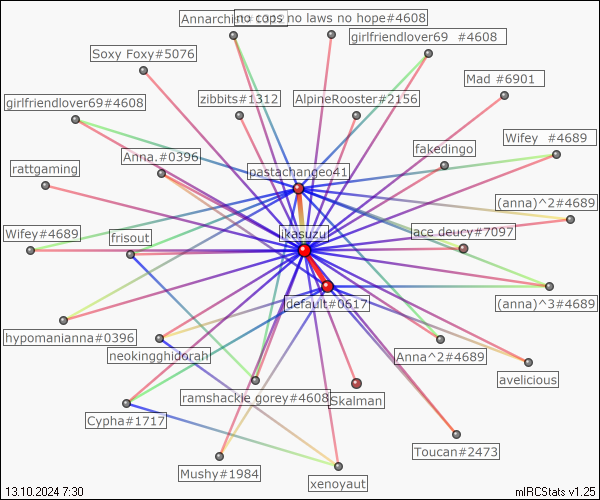 Annarchin
no cops no laws no hope#4608
girlfriendlover69 #4608
Soxy Foxy#5076
Mad #6901
zibbits#1312
AlpineRooster#2156
girlfriendlover69#4608
Wifey #4689
fakedingo
Anna.#0396
rattgaming
pastachangeo41
(anna)^2#4689
Wifey#4689
frisout
ikasuzu
ace deucy#7097
default#0617
(anna)^3#4689
hypomanianna#0396
neokingghidorah
Anna^2#4689
avelicious
ramshackle gorey#4608
Skalman
Cypha#1717
Toucan#2473
Mushy#1984
xenoyaut
13.10.2024 7:30
mIRCStats v1.25